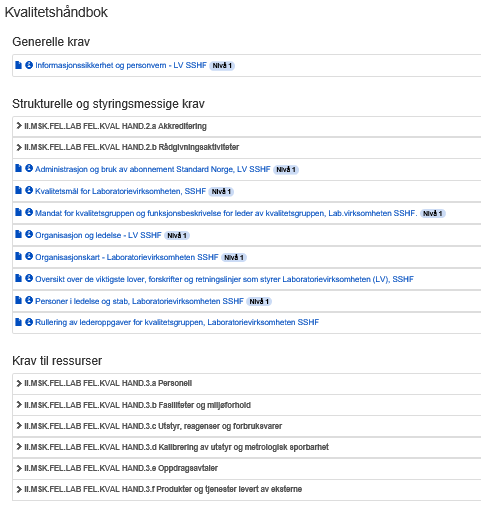 Kvalitetshåndbok
Generelle krav
Informasjonssikkerhet og personvern - LV SSHF Nivå 1
Strukturelle og styringsmessige krav
II.MSK.FEL.LAB FEL.KVAL HAND.2.a Akkreditering
II.MSK.FEL.LAB FEL.KVAL HAND.2.b Rådgivningsaktiviteter
Administrasjon og bruk av abonnement Standard Norge, LV SSHF Nivå 1
Kvalitetsmål for Laboratorievirksomheten, SSHF Nivå 1
Mandat for kvalitetsgruppen og funksjonsbeskrivelse for leder av kvalitetsgruppen, Lab.virksomheten SSHF. Nivå 1
Organisasjon og ledelse - LV SSHF Nivå 1
Organisasjonskart - Laboratorievirksomheten SSHF Nivå 1
Oversikt over de viktigste lover, forskrifter og retningslinjer som styrer Laboratorievirksomheten (LV), SSHF
Personer i ledelse og stab, Laboratorievirksomheten SSHF Nivå 1
Rullering av lederoppgaver for kvalitetsgruppen, Laboratorievirksomheten SSHF
Krav til ressurser
II.MSK.FEL.LAB FEL.KVAL HAND.3.a Personell
II.MSK.FEL.LAB FEL.KVAL HAND.3.b Fasiliteter og miljøforhold
II.MSK.FEL.LAB FEL.KVAL HAND.3.c Utstyr, reagenser og forbruksvarer
II.MSK.FEL.LAB FEL.KVAL HAND.3.d Kalibrering av utstyr og metrologisk sporbarhet
II.MSK.FEL.LAB FEL.KVAL HAND.3.e Oppdragsavtaler
II.MSK.FEL.LAB FEL.KVAL HAND.3.f Produkter og tjenester levert av eksterne